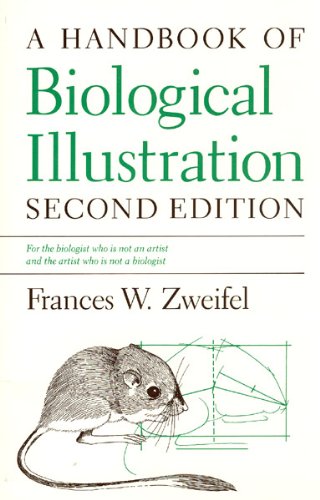 A HANDBOOK OF
Biological
Illustration
SECOND EDITION
For the biologist who is not an artist
and the artist who is not a biologist
Frances W. Zweifel